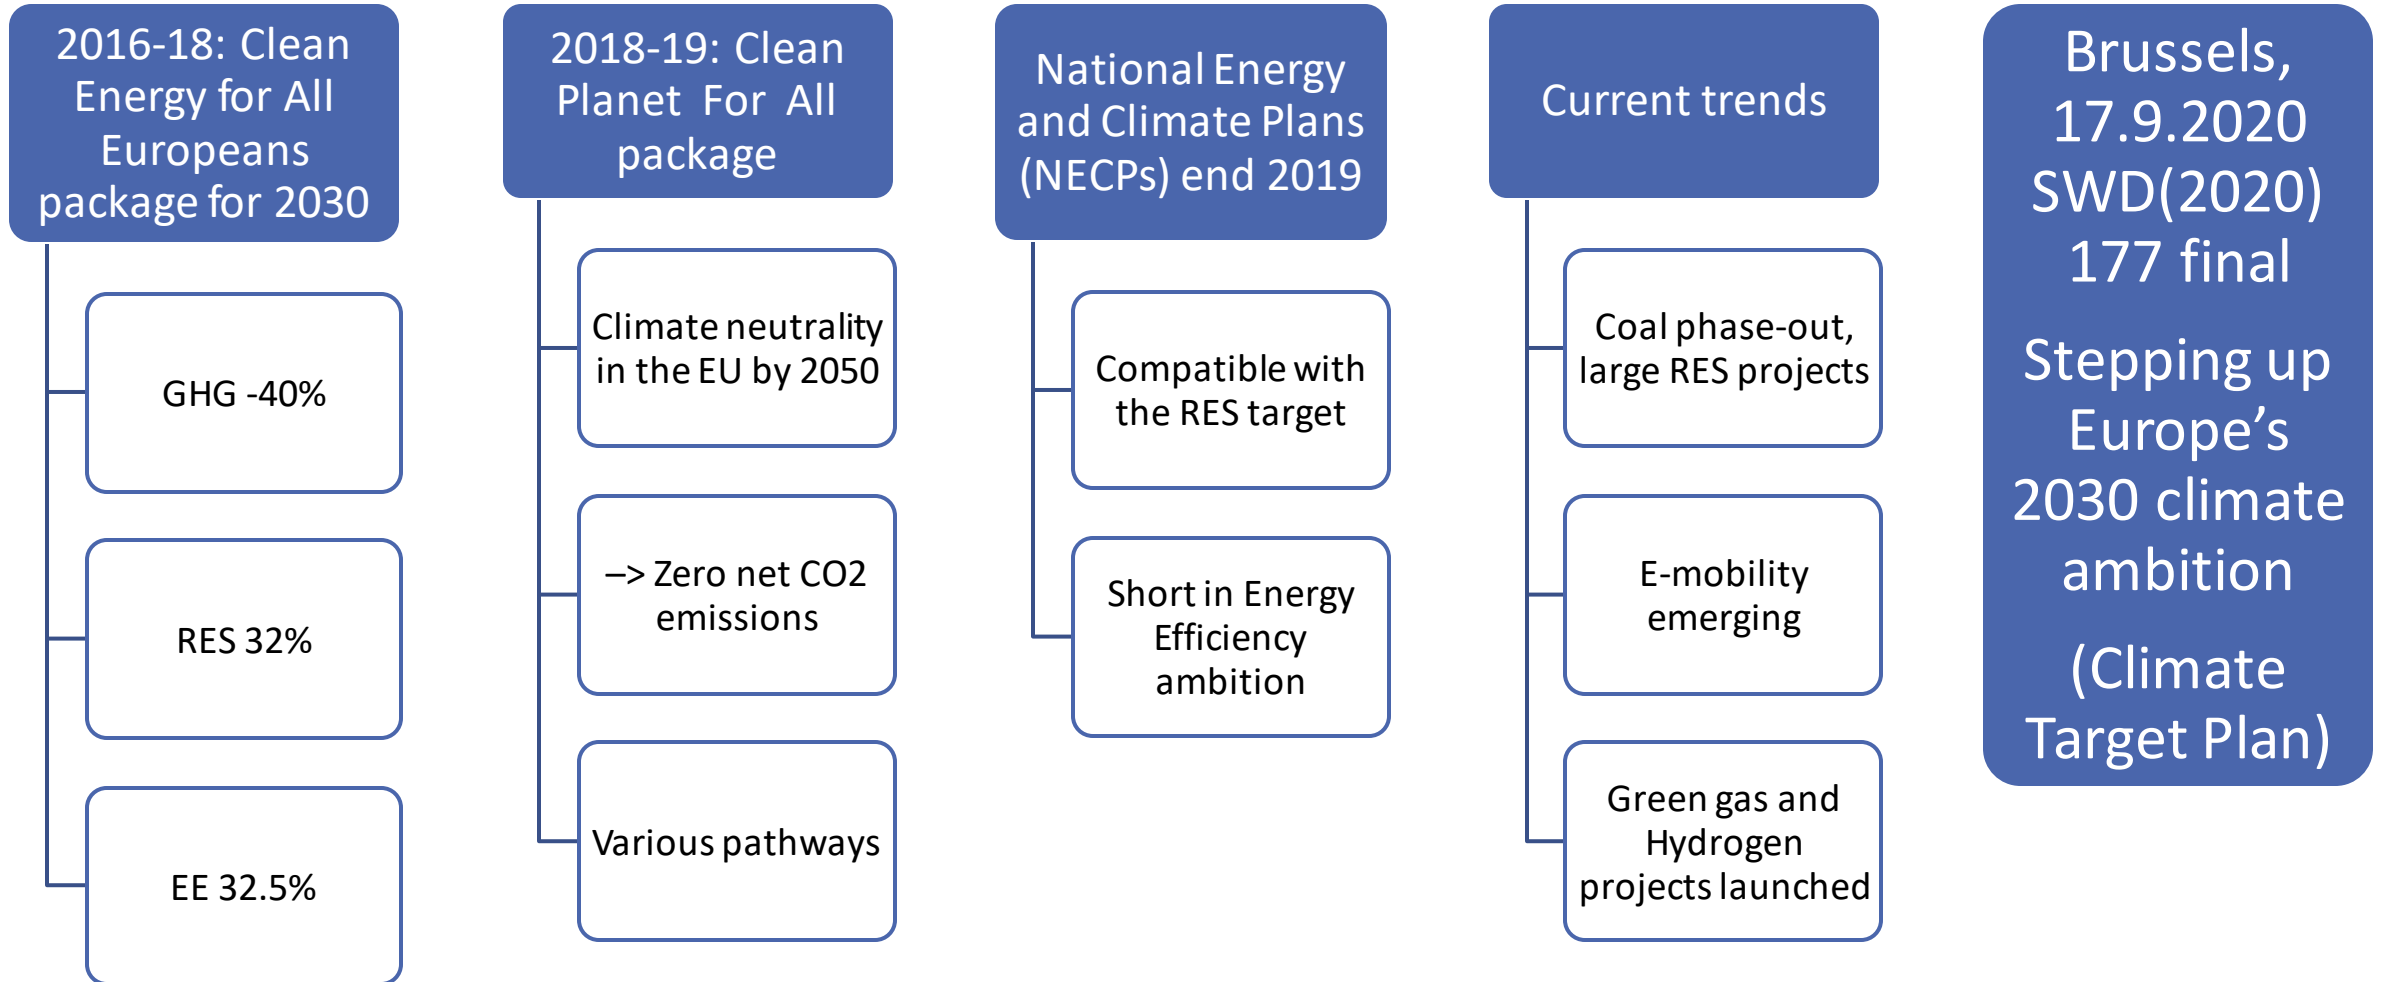 2016-18: Clean
Energy for All
Europeans
package for 2030
GHG -40%
RES 32%
EE 32.5%
2018-19: Clean
Planet For All
package
Climate neutrality
in the EU by 2050
–> Zero net CO2
emissions
Various pathways
National Energy
and Climate Plans
(NECPs) end 2019
Compatible with
the RES target
Short in Energy
Efficiency
ambition
Current trends
Coal phase-out,
large RES projects
E-mobility
emerging
Green gas and
Hydrogen
projects launched
Brussels,
17.9.2020
SWD(2020)
177 final
Stepping up
Europe’s
2030 climate
ambition
(Climate
Target Plan)